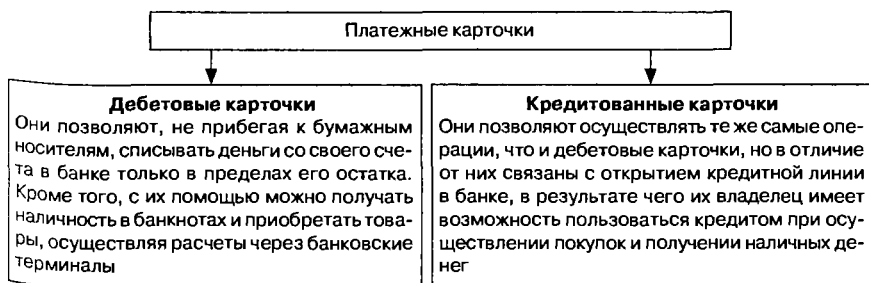 Платежные карточки
Дебетовые карточки
Они позволяют, не прибегая к бумажным
носителям, списывать деньги со своего сче-
та в банке только в пределах его остатка.
Кроме того, с их помощью можно получать
наличность в банкнотах и приобретать това-
ры, осуществляя расчеты через банковские
терминалы
Кредитованные карточки
Они позволяют осуществлять те же самые опе-
рации, что и дебетовые карточки, но в отличие
от них связаны с открытием кредитной линии
в банке, в результате чего их владелец имеет
возможность пользоваться кредитом при осу-
ществлении покупок и получении наличных де-
нег